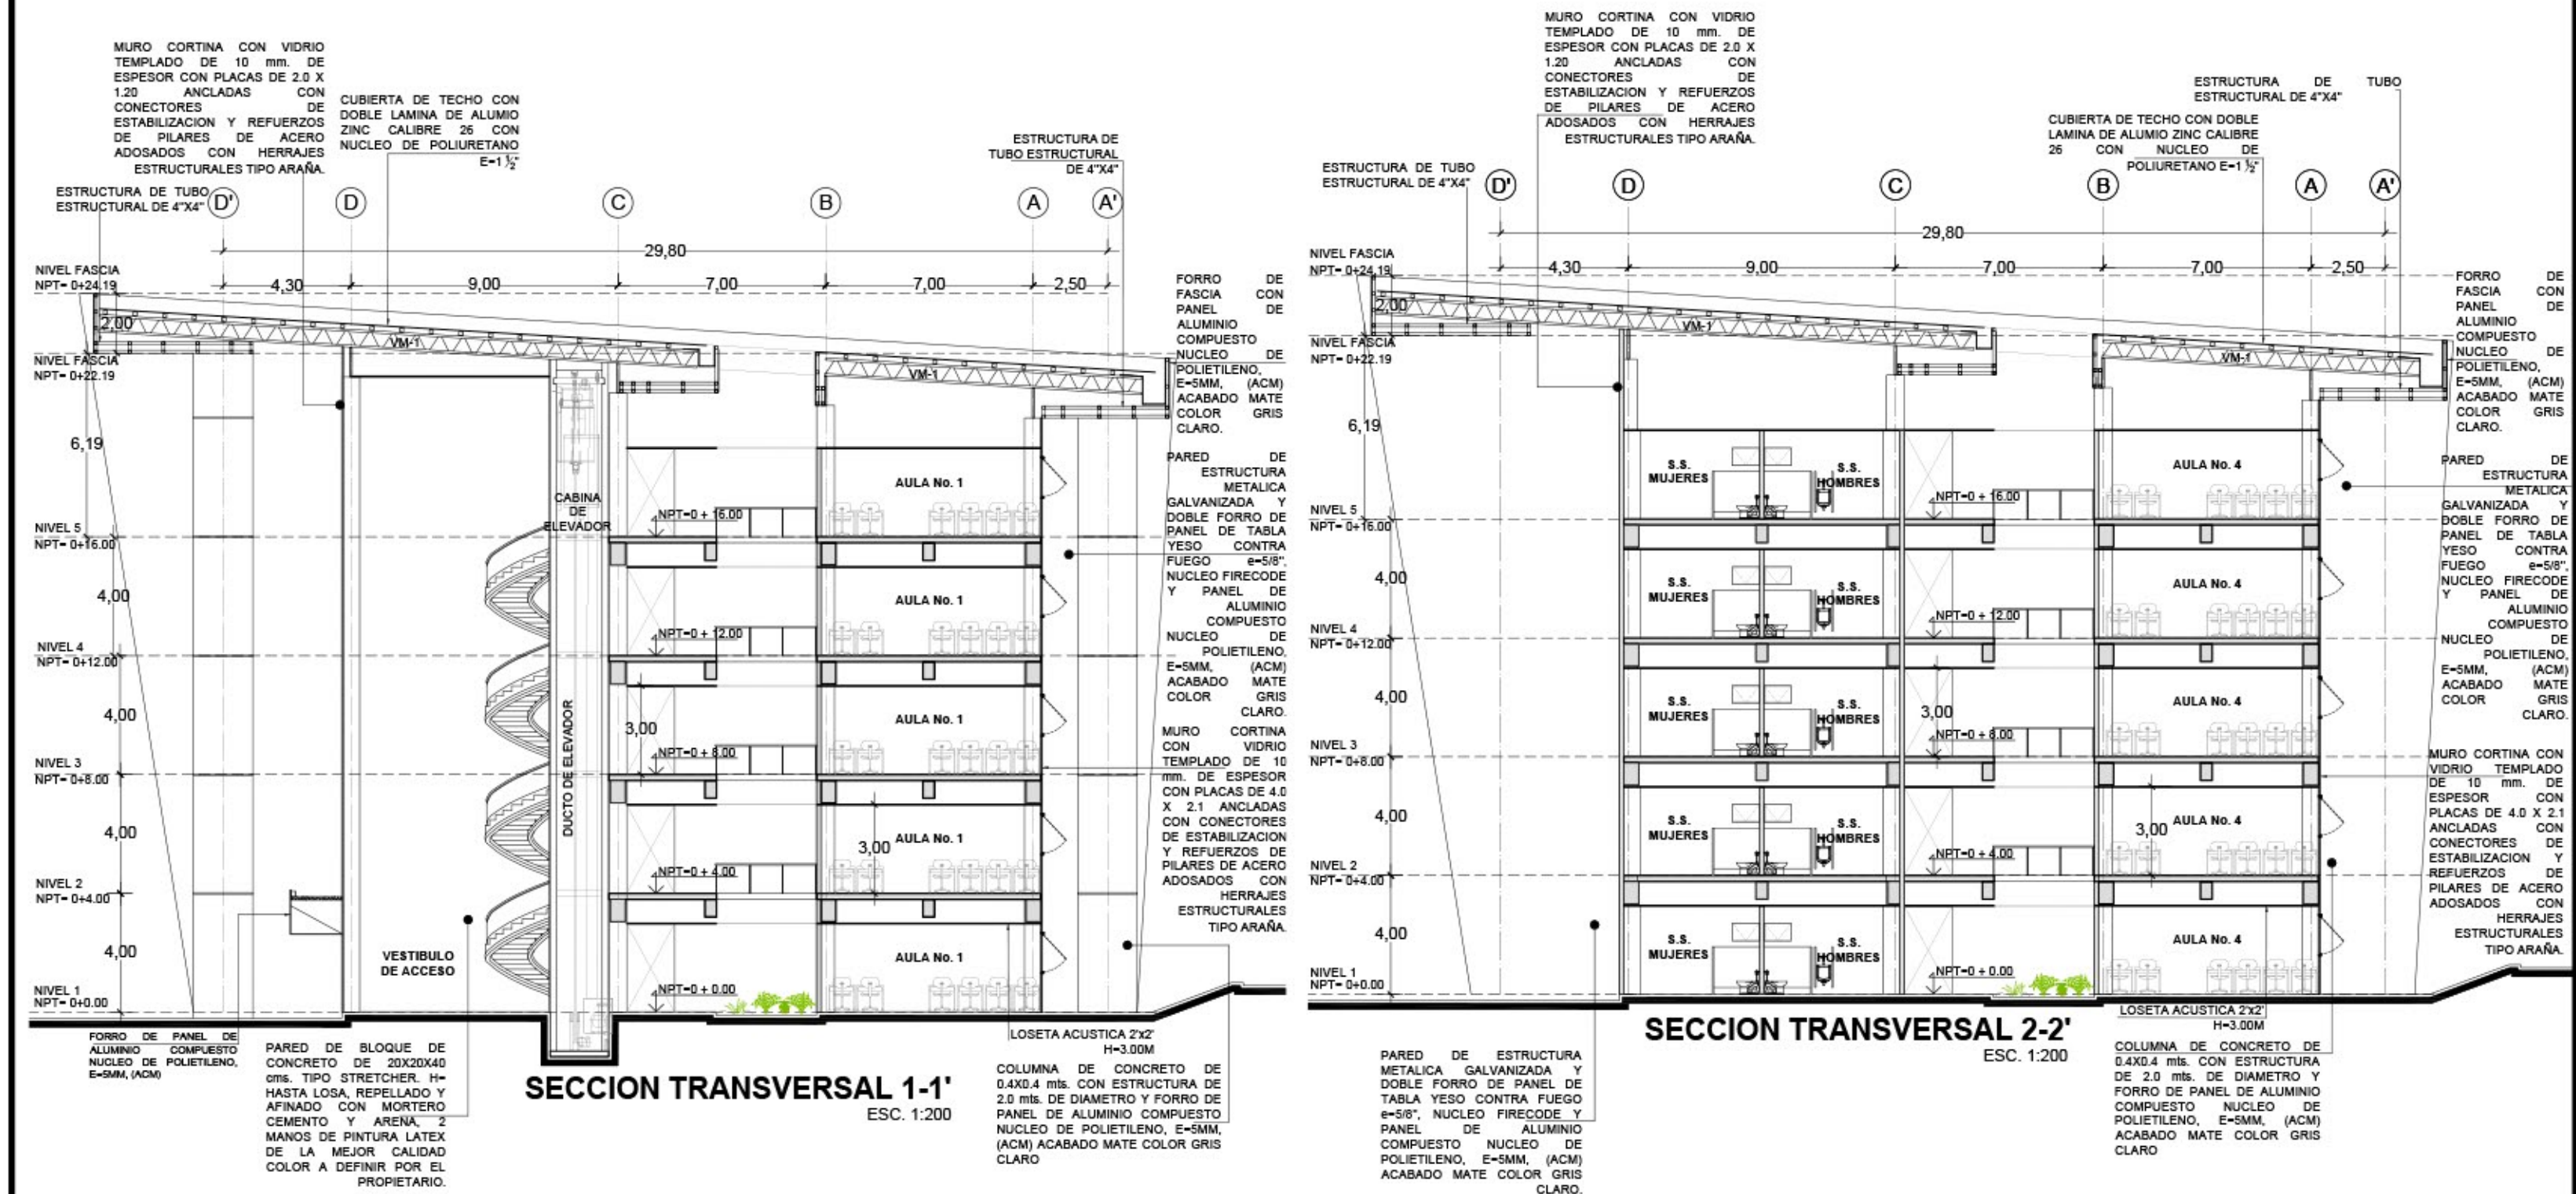 MURO CORTINA CON VIDRIO
TEMPLADO DE 10 mm. DE
ESPESOR CON PLACAS DE 2.0 X
1.20 ANCLADAS CON
CONECTORES DE
ESTABILIZACION Y REFUERZOS
DE PILARES DE ACERO
ADOSADOS CON HERRAJES
ESTRUCTURALES TIPO ARAÑA.
CUBIERTA DE TECHO CON
DOBLE LAMINA DE ALUMIO
ZINC CALIBRE 26 CON
NUCLEO DE POLIURETANO
E=1 ½"
ESTRUCTURA DE
TUBO ESTRUCTURAL
DE 4"X4"
ESTRUCTURA DE TUBO
ESTRUCTURAL DE 4"X4"
D' D C B A A'
29,80
4,30 9,00 7,00 7,00 2,50
NIVEL FASCIA
NPT= 0+24.19
2,00
VM-1
VM-1
NIVEL FASCIA
NPT= 0+22.19
6,19
NIVEL 5
NPT= 0+16.00
4,00
NIVEL 4
NPT= 0+12.00
4,00
NIVEL 3
NPT= 0+8.00
4,00
NIVEL 2
NPT= 0+4.00
4,00
NIVEL 1
NPT= 0+0.00
CABINA
DE
ELEVADOR
DUCTO DE ELEVADOR
VESTIBULO
DE ACCESO
AULA No. 1
NPT=0 + 16.00
AULA No. 1
NPT=0 + 12.00
AULA No. 1
3,00
NPT=0 + 8.00
AULA No. 1
3,00
NPT=0 + 4.00
AULA No. 1
NPT=0 + 0.00
FORRO DE
FASCIA CON
PANEL DE
ALUMINIO
COMPUESTO
NUCLEO DE
POLIETILENO,
E=5MM, (ACM)
ACABADO MATE
COLOR GRIS
CLARO.
PARED DE
ESTRUCTURA
METALICA
GALVANIZADA Y
DOBLE FORRO DE
PANEL DE TABLA
YESO CONTRA
FUEGO e=5/8",
NUCLEO FIRECODE
Y PANEL DE
ALUMINIO
COMPUESTO
NUCLEO DE
POLIETILENO,
E=5MM, (ACM)
ACABADO MATE
COLOR GRIS
CLARO.
MURO CORTINA
CON VIDRIO
TEMPLADO DE 10
mm. DE ESPESOR
CON PLACAS DE 4.0
X 2.1 ANCLADAS
CON CONECTORES
DE ESTABILIZACION
Y REFUERZOS DE
PILARES DE ACERO
ADOSADOS CON
HERRAJES
ESTRUCTURALES
TIPO ARAÑA.
FORRO DE PANEL DE
ALUMINIO COMPUESTO
NUCLEO DE POLIETILENO,
E=5MM, (ACM)
PARED DE BLOQUE DE
CONCRETO DE 20X20X40
cms. TIPO STRETCHER. H=
HASTA LOSA, REPELLADO Y
AFINADO CON MORTERO
CEMENTO Y ARENA, 2
MANOS DE PINTURA LATEX
DE LA MEJOR CALIDAD
COLOR A DEFINIR POR EL
PROPIETARIO.
SECCION TRANSVERSAL 1-1'
ESC. 1:200
LOSETA ACUSTICA 2'x2'
H=3.00M
COLUMNA DE CONCRETO DE
0.4X0.4 mts. CON ESTRUCTURA DE
2.0 mts. DE DIAMETRO Y FORRO DE
PANEL DE ALUMINIO COMPUESTO
NUCLEO DE POLIETILENO, E=5MM,
(ACM) ACABADO MATE COLOR GRIS
CLARO
MURO CORTINA CON VIDRIO
TEMPLADO DE 10 mm. DE
ESPESOR CON PLACAS DE 2.0 X
1.20 ANCLADAS CON
CONECTORES DE
ESTABILIZACION Y REFUERZOS
DE PILARES DE ACERO
ADOSADOS CON HERRAJES
ESTRUCTURALES TIPO ARAÑA.
ESTRUCTURA DE TUBO
ESTRUCTURAL DE 4"X4"
CUBIERTA DE TECHO CON DOBLE
LAMINA DE ALUMIO ZINC CALIBRE
26 CON NUCLEO DE
POLIURETANO E=1 ½"
ESTRUCTURA DE TUBO
ESTRUCTURAL DE 4"X4"
D' D C B A A'
29,80
4,30 9,00 7,00 7,00 2,50
NIVEL FASCIA
NPT= 0+24.19
2,00
VM-1
VM-1
NIVEL FASCIA
NPT= 0+22.19
6,19
NIVEL 5
NPT= 0+16.00
4,00
NIVEL 4
NPT= 0+12.00
4,00
NIVEL 3
NPT= 0+8.00
4,00
NIVEL 2
NPT= 0+4.00
4,00
NIVEL 1
NPT= 0+0.00
S.S.
MUJERES
S.S.
HOMBRES
NPT=0 + 16.00
AULA No. 4
S.S.
MUJERES
S.S.
HOMBRES
NPT=0 + 12.00
AULA No. 4
S.S.
MUJERES
S.S.
HOMBRES
3,00
NPT=0 + 8.00
AULA No. 4
S.S.
MUJERES
S.S.
HOMBRES
NPT=0 + 4.00
3,00
AULA No. 4
S.S.
MUJERES
S.S.
HOMBRES
NPT=0 + 0.00
AULA No. 4
FORRO DE
FASCIA CON
PANEL DE
ALUMINIO
COMPUESTO
NUCLEO DE
POLIETILENO,
E=5MM, (ACM)
ACABADO MATE
COLOR GRIS
CLARO.
PARED DE
ESTRUCTURA
METALICA
GALVANIZADA Y
DOBLE FORRO DE
PANEL DE TABLA
YESO CONTRA
FUEGO e=5/8",
NUCLEO FIRECODE
Y PANEL DE
ALUMINIO
COMPUESTO
NUCLEO DE
POLIETILENO,
E=5MM, (ACM)
ACABADO MATE
COLOR GRIS
CLARO.
MURO CORTINA CON
VIDRIO TEMPLADO
DE 10 mm. DE
ESPESOR CON
PLACAS DE 4.0 X 2.1
ANCLADAS CON
CONECTORES DE
ESTABILIZACION Y
REFUERZOS DE
PILARES DE ACERO
ADOSADOS CON
HERRAJES
ESTRUCTURALES
TIPO ARAÑA.
SECCION TRANSVERSAL 2-2'
ESC. 1:200
LOSETA ACUSTICA 2'x2'
H=3.00M
PARED DE ESTRUCTURA
METALICA GALVANIZADA Y
DOBLE FORRO DE PANEL DE
TABLA YESO CONTRA FUEGO
e=5/8", NUCLEO FIRECODE Y
PANEL DE ALUMINIO
COMPUESTO NUCLEO DE
POLIETILENO, E=5MM, (ACM)
ACABADO MATE COLOR GRIS
CLARO.
COLUMNA DE CONCRETO DE
0.4X0.4 mts. CON ESTRUCTURA
DE 2.0 mts. DE DIAMETRO Y
FORRO DE PANEL DE ALUMINIO
COMPUESTO NUCLEO DE
POLIETILENO, E=5MM, (ACM)
ACABADO MATE COLOR GRIS
CLARO